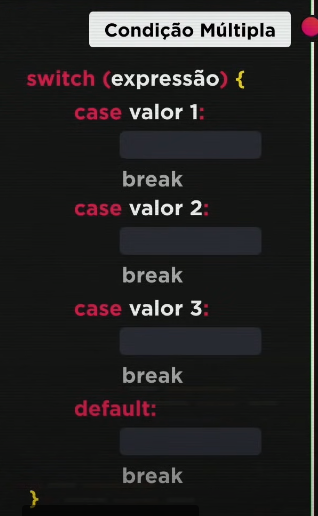 Condição Múltipla
switch (expressão) {
case valor 1:
break
case valor 2:
break
case valor 3:
break
default:
break
}